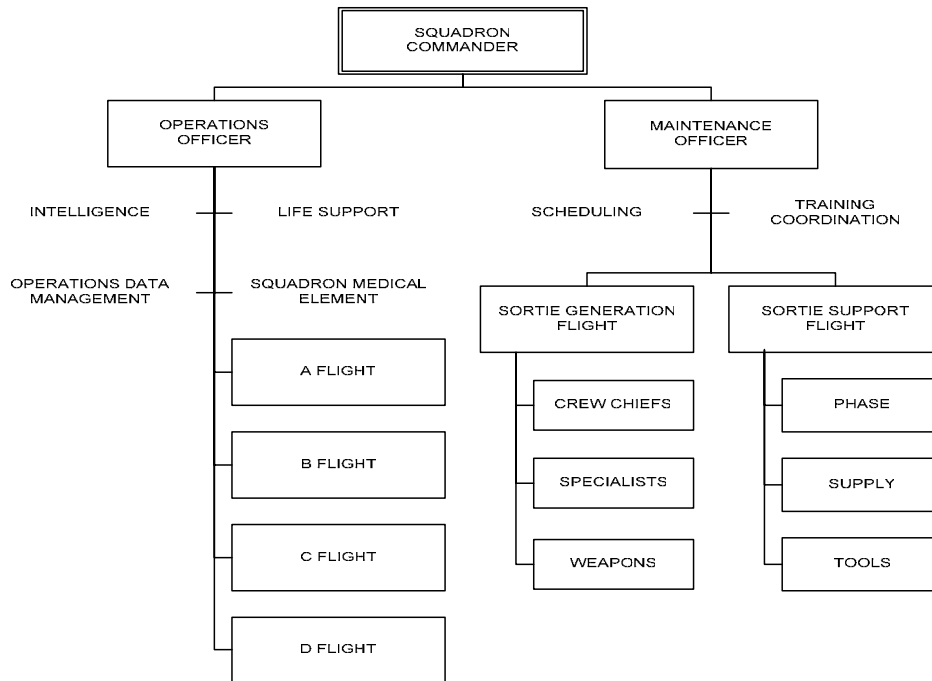 SQUADRON
COMMANDER
OPERATIONS
OFFICER
MAINTENANCE
OFFICER
INTELLIGENCE
LIFE SUPPORT
SCHEDULING
TRAINING
COORDINATION
OPERATIONS DATA
MANAGEMENT
SQUADRON MEDICAL
ELEMENT
SORTIE GENERATION
FLIGHT
SORTIE SUPPORT
FLIGHT
A FLIGHT
CREW CHIEFS
PHASE
B FLIGHT
SPECIALISTS
SUPPLY
C FLIGHT
WEAPONS
TOOLS
D FLIGHT